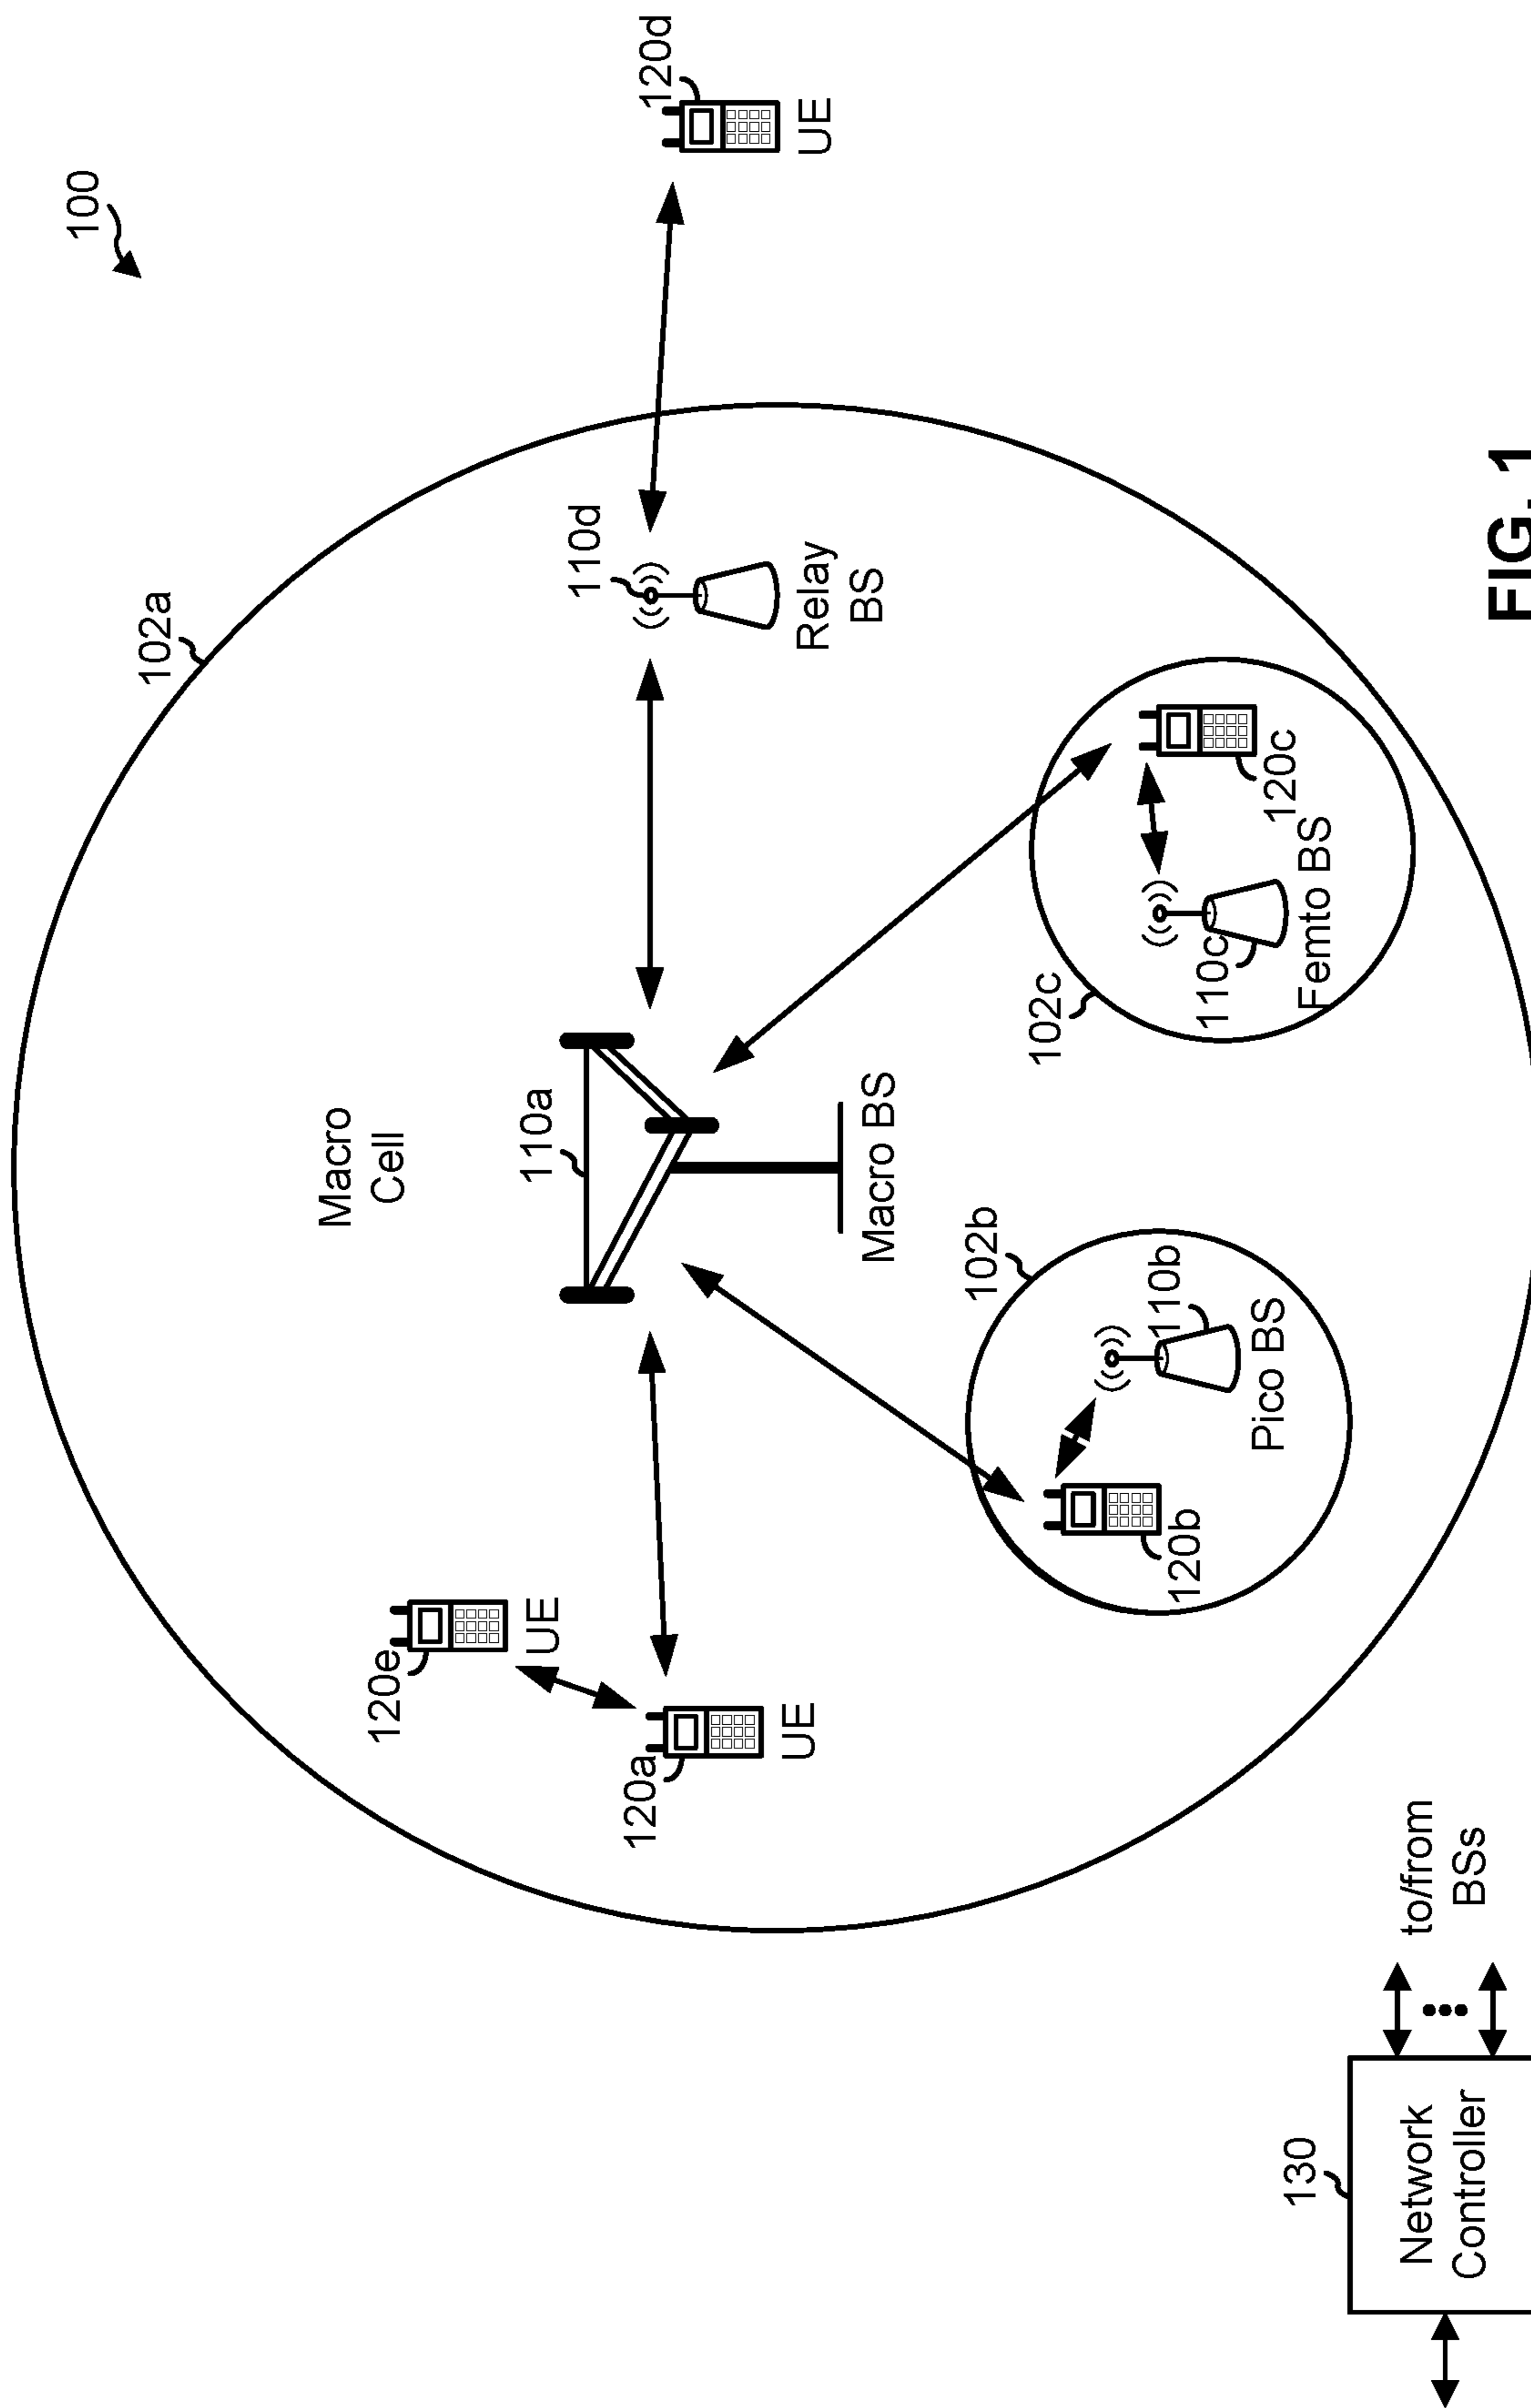 100
102a
Macro
Cell
120e
UE
110a
110d
120d
120a
UE
Macro BS
Relay
BS
UE
102b
102c
110b
120b
Pico BS
110c
120c
Femto BS
130
Network
Controller
to/from
BSs
FIG. 1